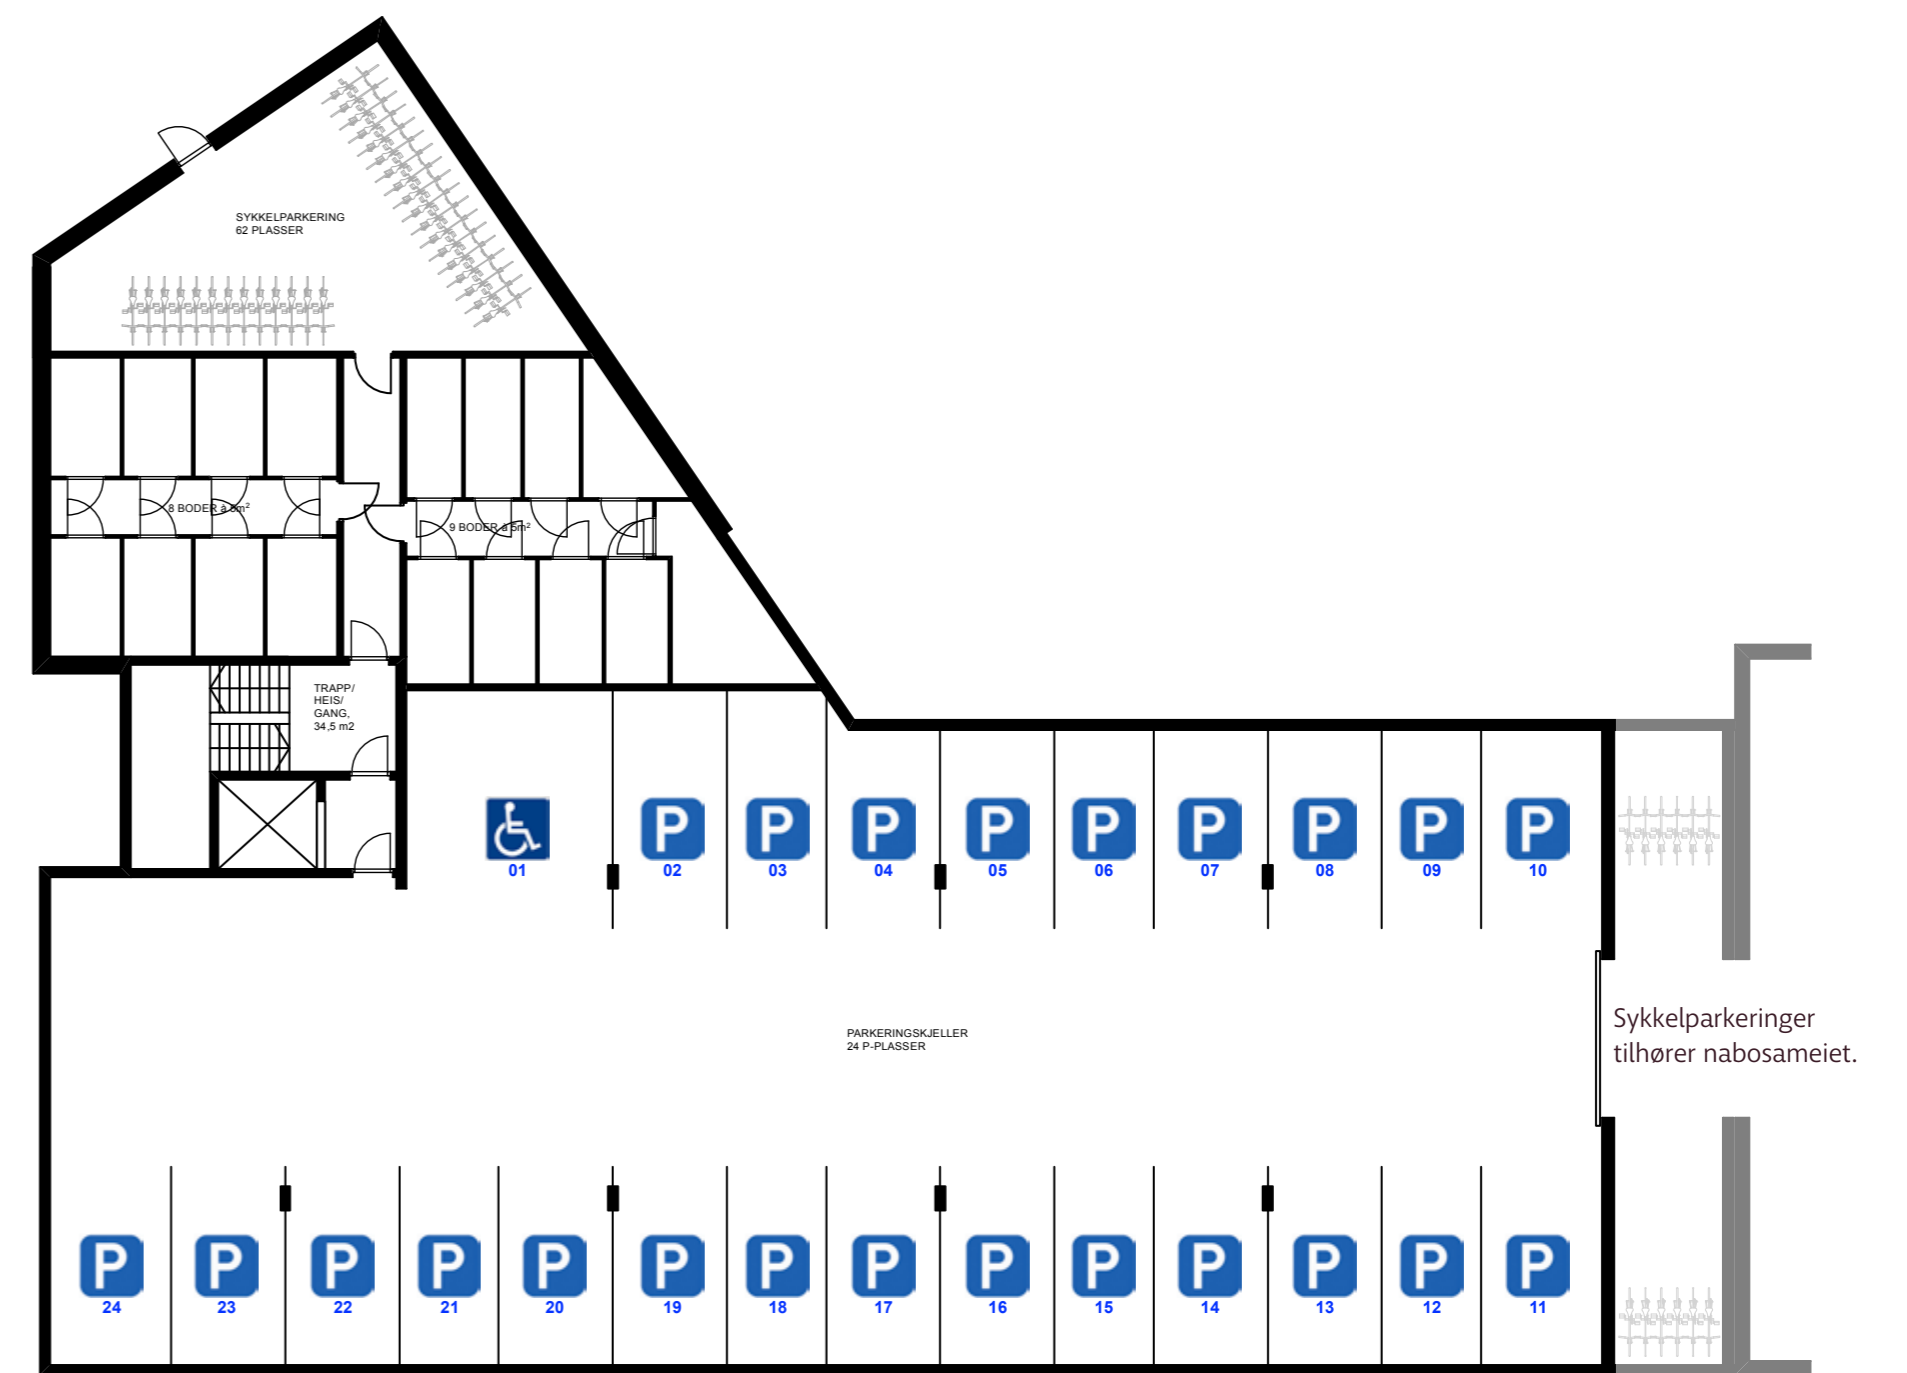 SYKKELPARKERING
62 PLASSER
8 BODER à 5m²
9 BODER à 5m²
TRAPP/
HEIS/
GANG,
34,5 m2
P P P P P P P P P
01 02 03 04 05 06 07 08 09 10
Sykkelparkeringer
tilhører nabosameiet.
PARKERINGSKJELLER
24 P-PLASSER
P P P P P P P P P P P P P P
24 23 22 21 20 19 18 17 16 15 14 13 12 11